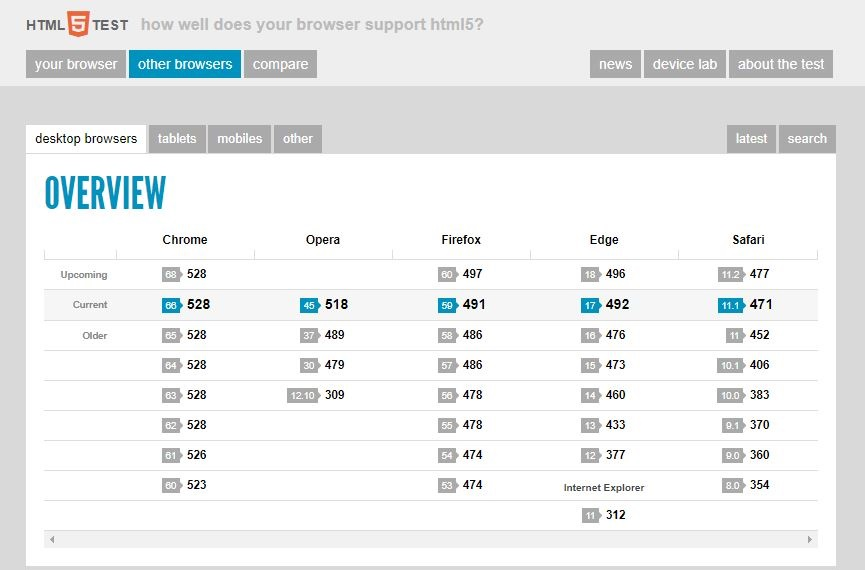 HTML 5 TEST how well does your browser support html5?
your browser other browsers compare news device lab about the test
desktop browsers tablets mobiles other latest search
OVERVIEW
Chrome Opera Firefox Edge Safari
Upcoming 68 528 60 497 18 496 11.2 477
Current 66 528 45 518 59 491 17 492 11.1 471
Older 65 528 37 489 58 486 16 476 11 452
64 528 30 479 57 486 15 473 10.1 406
63 528 12.10 309 56 478 14 460 10.0 383
62 528 55 478 13 433 9.1 370
61 526 54 474 12 377 9.0 360
60 523 53 474 Internet Explorer 8.0 354
11 312